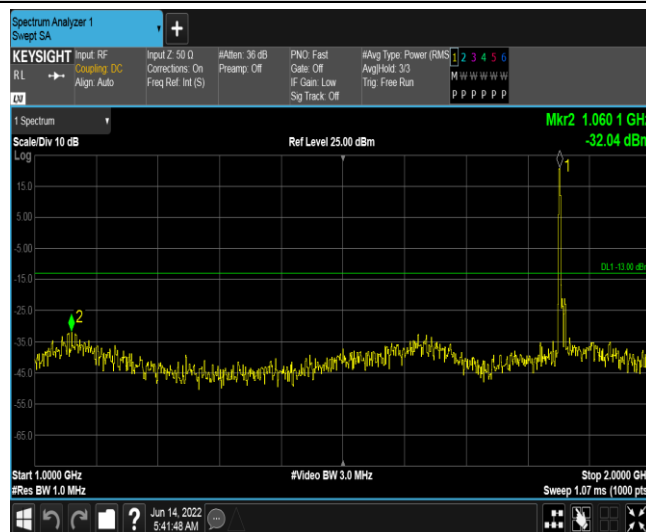 Spectrum Analyzer 1
Swept SA
+
KEYSIGHT
RL
Input: RF
Coupling: DC
Align: Auto
Input Z: 50 Ω
Corrections: On
Freq Ref: Int (S)
#Atten: 36 dB
Preamp: Off
PNO: Fast
Gate: Off
IF Gain: Low
Sig Track: Off
#Avg Type: Power (RMS
Avg|Hold: 3/3
Trig: Free Run
1 2 3 4 5 6
M W W W W W
P P P P P P
1 Spectrum
Mkr2 1.060 1 GHz
Scale/Div 10 dB
Ref Level 25.00 dBm
-32.04 dBm
Log
1
15.0
5.00
-5.00
DL1 -13.00 dBm
-15.0
-25.0
2
-35.0
-45.0
-55.0
-65.0
Start 1.0000 GHz
#Video BW 3.0 MHz
Stop 2.0000 GH
#Res BW 1.0 MHz
Sweep 1.07 ms (1000 pts
?
Jun 14, 2022
5:41:48 AM